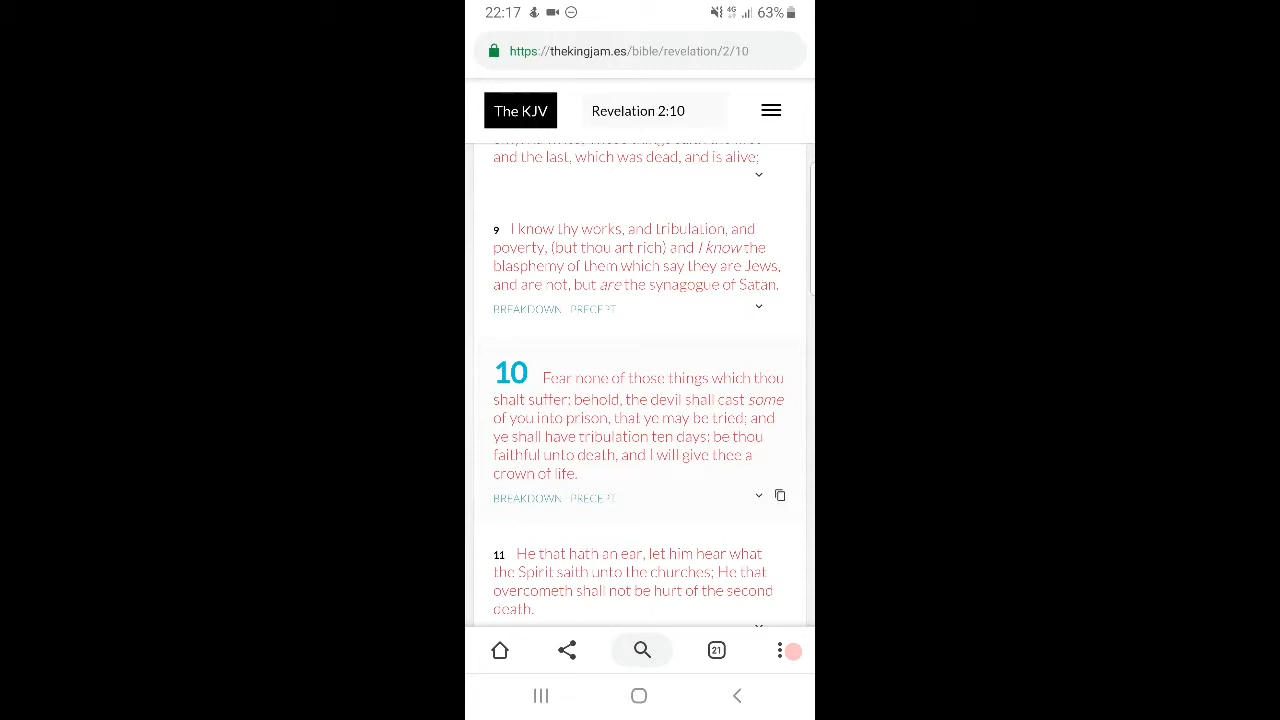 22:17 4G 63%
https://thekingjam.es/bible/revelation/2/10
The KJV Revelation 2:10
and the last, which was dead, and is alive;
9 I know thy works, and tribulation, and
poverty, (but thou art rich) and I know the
blasphemy of them which say they are Jews,
and are not, but are the synagogue of Satan.
BREAKDOWN PRECEPT
10 Fear none of those things which thou
shalt suffer: behold, the devil shall cast some
of you into prison, that ye may be tried; and
ye shall have tribulation ten days: be thou
faithful unto death, and I will give thee a
crown of life.
BREAKDOWN PRECEPT
11 He that hath an ear, let him hear what
the Spirit saith unto the churches; He that
overcometh shall not be hurt of the second
death.
21